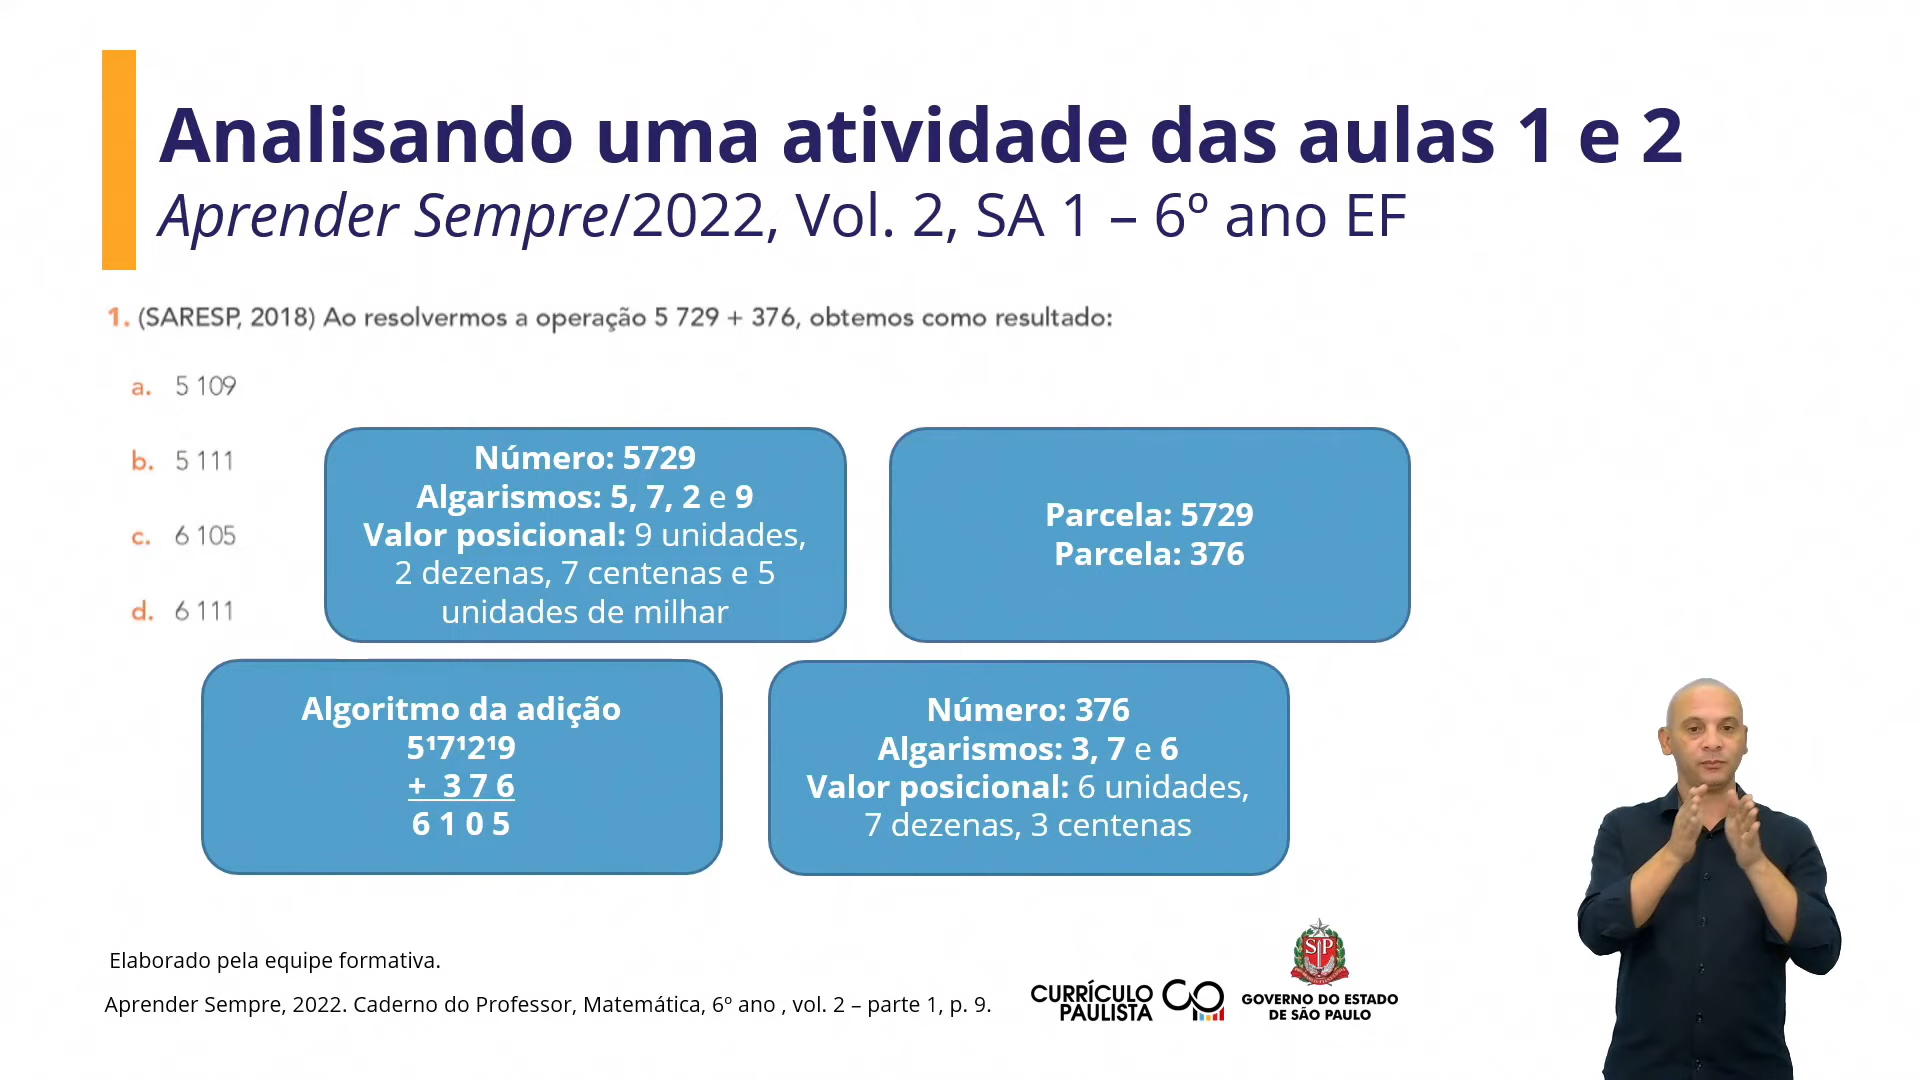 Analisando uma atividade das aulas 1 e 2
Aprender Sempre/2022, Vol. 2, SA 1 – 6º ano EF
1. (SARESP, 2018) Ao resolvermos a operação 5 729 + 376, obtemos como resultado:
a. 5 109
b. 5 111
c. 6 105
d. 6 111
Número: 5729
Algarismos: 5, 7, 2 e 9
Valor posicional: 9 unidades,
2 dezenas, 7 centenas e 5
unidades de milhar
Parcela: 5729
Parcela: 376
Algoritmo da adição
5¹7¹2¹9
+ 3 7 6
6 1 0 5
Número: 376
Algarismos: 3, 7 e 6
Valor posicional: 6 unidades,
7 dezenas, 3 centenas
Elaborado pela equipe formativa.
Aprender Sempre, 2022. Caderno do Professor, Matemática, 6º ano , vol. 2 – parte 1, p. 9.
CURRÍCULO
PAULISTA
SP
GOVERNO DO ESTADO
DE SÃO PAULO